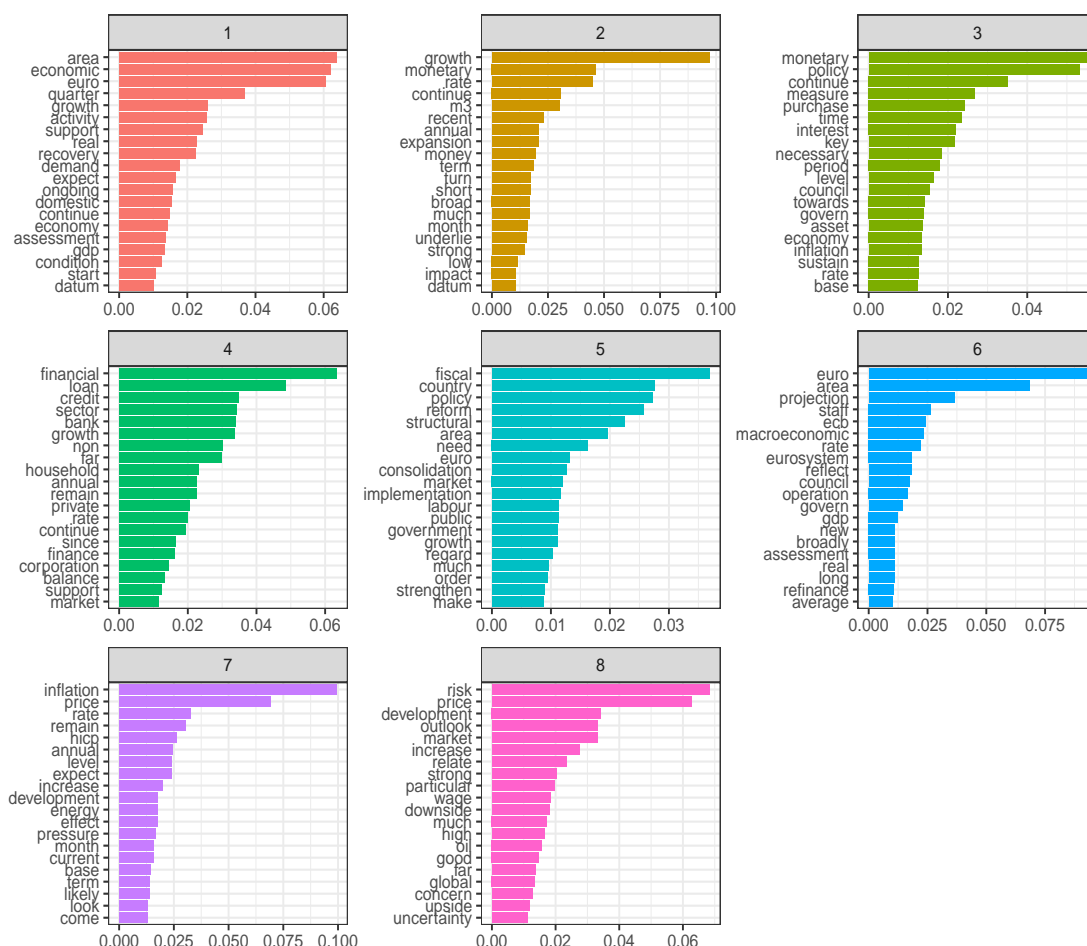 1
area
economic
euro
quarter
growth
activity
support
real
recovery
demand
expect
ongoing
domestic
continue
economy
assessment
gdp
condition
start
datum
0.00 0.02 0.04 0.06
2
growth
monetary
rate
continue
m3
recent
annual
expansion
money
term
turn
short
broad
much
month
underlie
strong
low
impact
datum
0.000 0.025 0.050 0.075 0.100
3
monetary
policy
continue
measure
purchase
time
interest
key
necessary
period
level
council
towards
govern
asset
economy
inflation
sustain
rate
base
0.00 0.02 0.04
4
financial
loan
credit
sector
bank
growth
non
far
household
annual
remain
private
rate
continue
since
finance
corporation
balance
support
market
0.00 0.02 0.04 0.06
5
fiscal
country
policy
reform
structural
area
need
euro
consolidation
market
implementation
labour
public
government
growth
regard
much
order
strengthen
make
0.00 0.01 0.02 0.03
6
euro
area
projection
staff
ecb
macroeconomic
rate
eurosystem
reflect
council
operation
govern
gdp
new
broadly
assessment
real
long
refinance
average
0.000 0.025 0.050 0.075
7
inflation
price
rate
remain
hicp
annual
level
expect
increase
development
energy
effect
pressure
month
current
base
term
likely
look
come
0.000 0.025 0.050 0.075 0.100
8
risk
price
development
outlook
market
increase
relate
strong
particular
wage
downside
much
high
oil
good
far
global
concern
upside
uncertainty
0.00 0.02 0.04 0.06